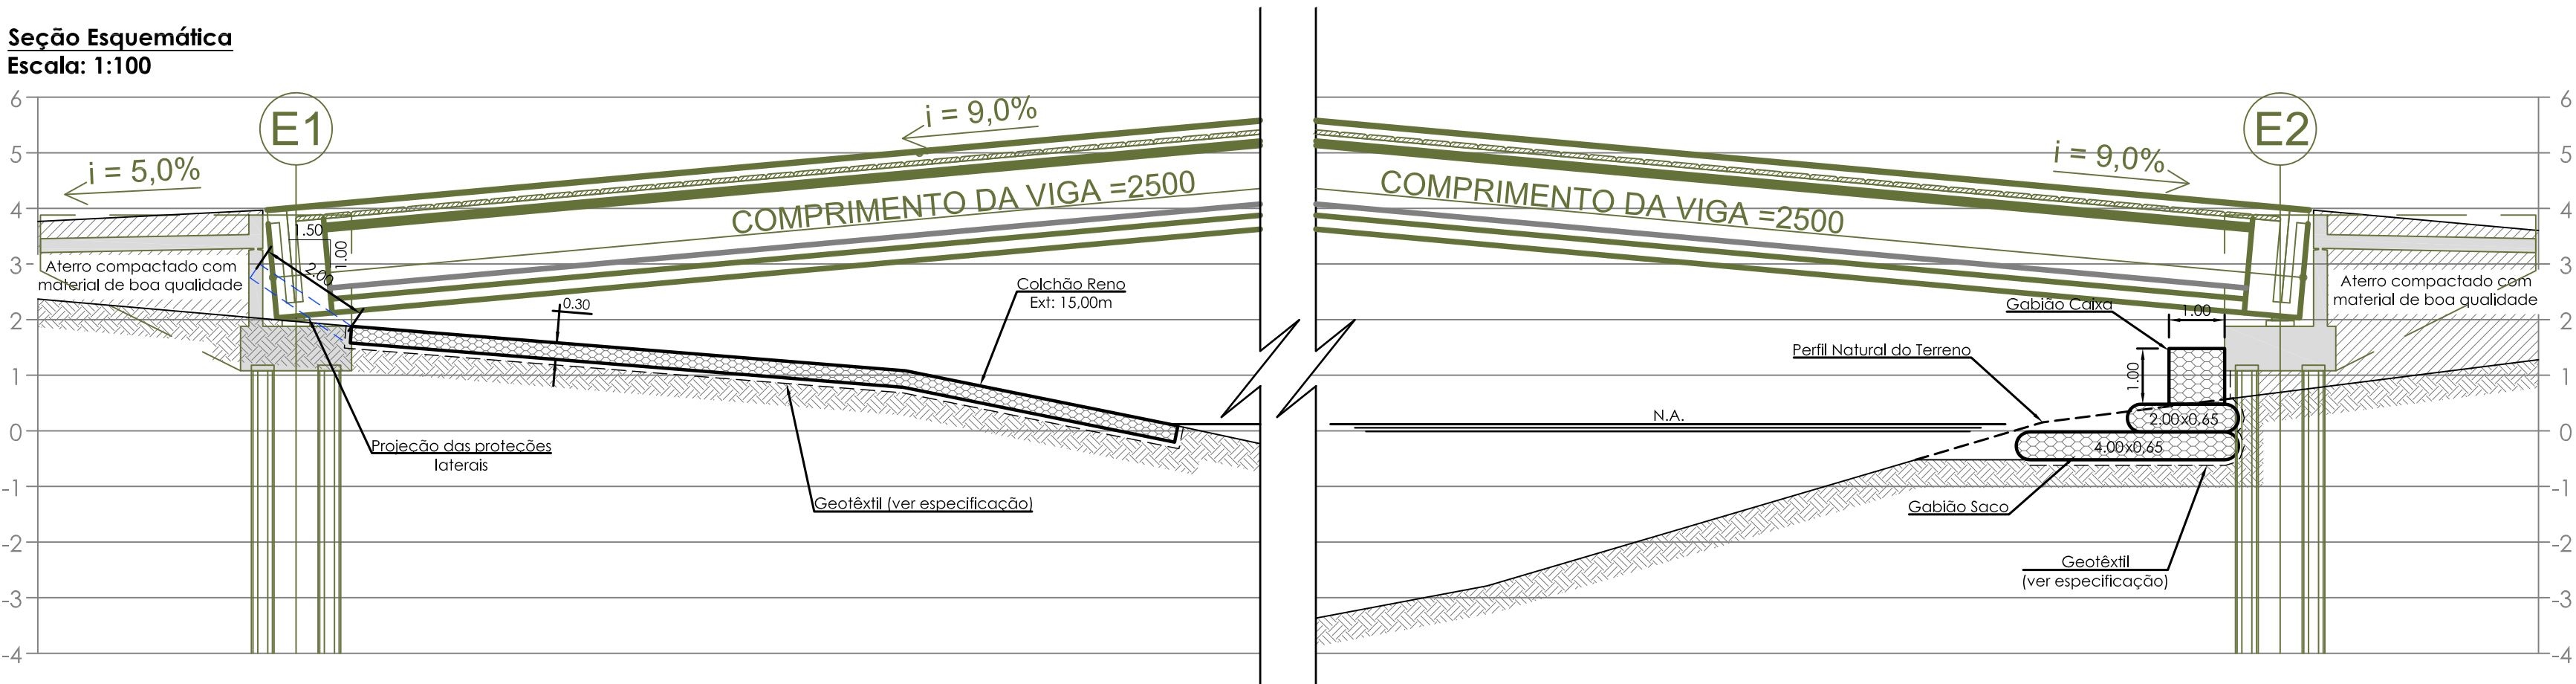 Seção Esquemática
Escala: 1:100
6
5
4
3
2
1
0
-1
-2
-3
-4
E1
i = 5,0%
i = 9,0%
COMPRIMENTO DA VIGA =2500
1.50
1.00
2.00
Aterro compactado com
material de boa qualidade
0.30
Colchão Reno
Ext: 15,00m
Projeção das proteções
laterais
Geotêxtil (ver especificação)
E2
i = 9,0%
COMPRIMENTO DA VIGA =2500
Aterro compactado com
material de boa qualidade
Gabião Caixa
1.00
1.00
Perfil Natural do Terreno
N.A.
2.00x0,65
4.00x0,65
Gabião Saco
Geotêxtil
(ver especificação)
6
5
4
3
2
1
0
-1
-2
-3
-4